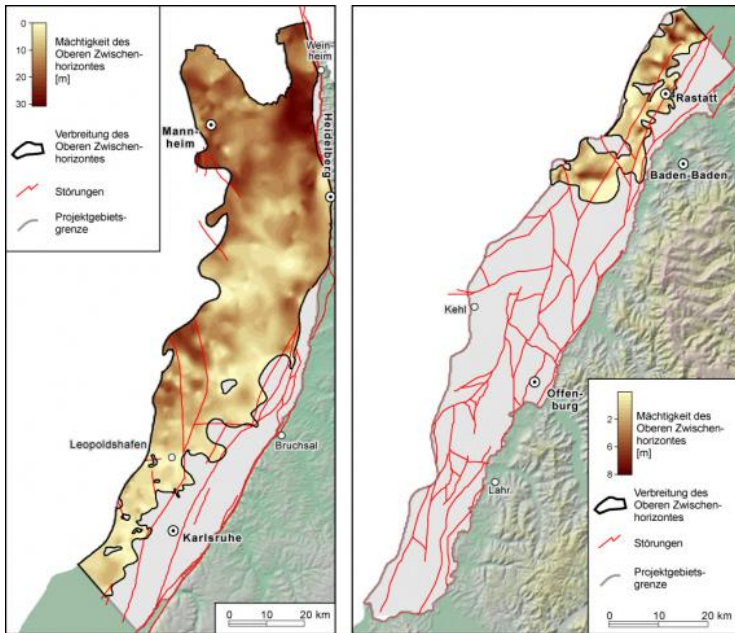 0
10
20
30
Mächtigkeit des
Oberen Zwischen-
horizontes
[m]
Verbreitung des
Oberen Zwischen-
horizontes
Störungen
Projektgebiets-
grenze
Wein-
heim
Mann-
heim
Heidelberg
Leopoldshafen
Bruchsal
Karlsruhe
0 10 20 km
Rastatt
Baden-Baden
Kehl
Offen-
burg
Lahr
2
8
Mächtigkeit des
Oberen Zwischen-
horizontes
[m]
Verbreitung des
Oberen Zwischen-
horizontes
Störungen
Projektgebiets-
grenze
0 10 20 km